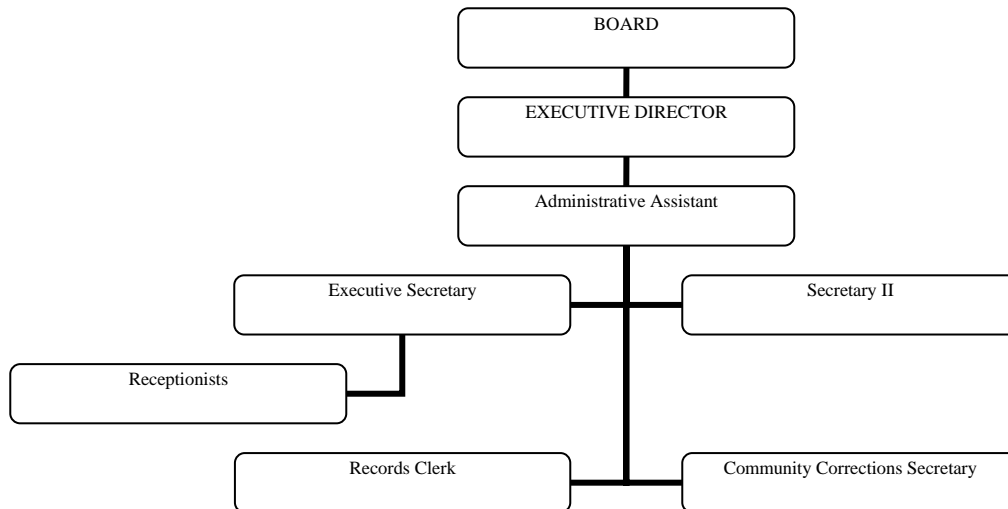 BOARD
EXECUTIVE DIRECTOR
Administrative Assistant
Executive Secretary
Secretary II
Receptionists
Records Clerk
Community Corrections Secretary